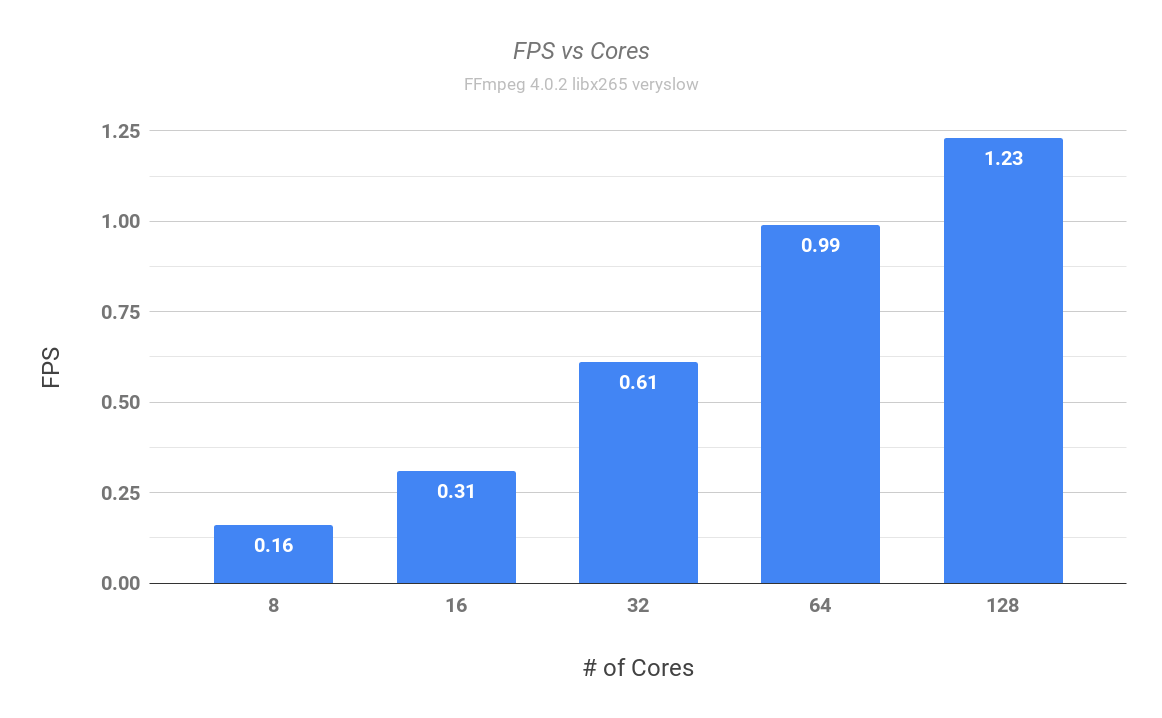 FPS vs Cores
FFmpeg 4.0.2 libx265 veryslow
1.25
1.00
0.75
0.50
0.25
0.00
FPS
0.16
0.31
0.61
0.99
1.23
8 16 32 64 128
# of Cores